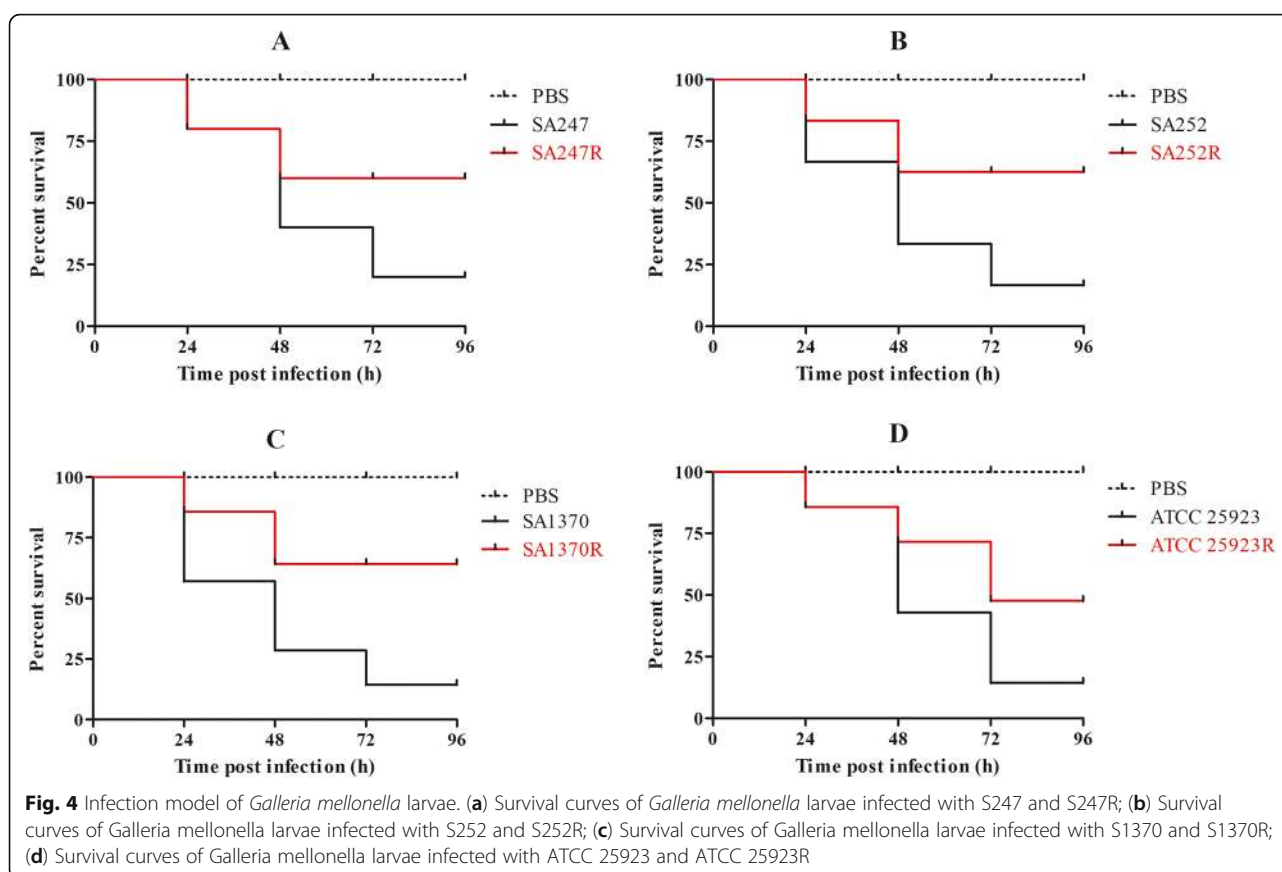 A
Percent survival
100
75
50
25
0
0 24 48 72 96
Time post infection (h)
PBS
SA247
SA247R
B
Percent survival
100
75
50
25
0
0 24 48 72 96
Time post infection (h)
PBS
SA252
SA252R
C
Percent survival
100
75
50
25
0
0 24 48 72 96
Time post infection (h)
PBS
SA1370
SA1370R
D
Percent survival
100
75
50
25
0
0 24 48 72 96
Time post infection (h)
PBS
ATCC 25923
ATCC 25923R
Fig. 4 Infection model of Galleria mellonella larvae. (a) Survival curves of Galleria mellonella larvae infected with S247 and S247R; (b) Survival
curves of Galleria mellonella larvae infected with S252 and S252R; (c) Survival curves of Galleria mellonella larvae infected with S1370 and S1370R;
(d) Survival curves of Galleria mellonella larvae infected with ATCC 25923 and ATCC 25923R